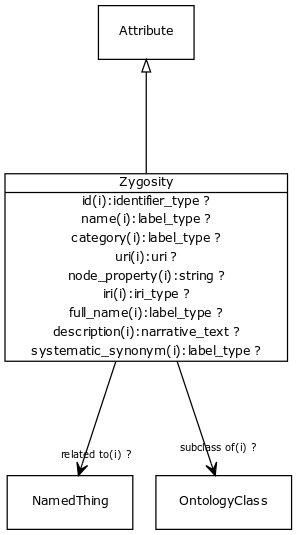 Attribute
Zygosity
id(i):identifier_type ?
name(i):label_type ?
category(i):label_type ?
uri(i):uri ?
node_property(i):string ?
iri(i):iri_type ?
full_name(i):label_type ?
description(i):narrative_text ?
systematic_synonym(i):label_type ?
related to(i) ?
subclass of(i) ?
NamedThing
OntologyClass